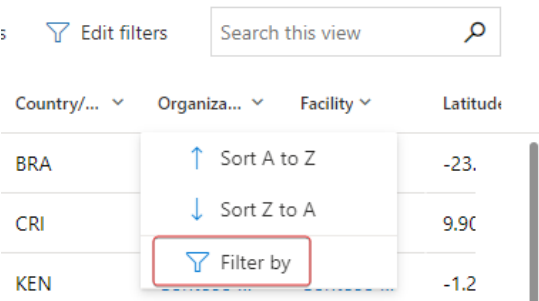 Edit filters
Search this view
Country/... Organiza... Facility Latitude
Sort A to Z
BRA -23.
Sort Z to A
CRI 9.90
Filter by
KEN -1.2